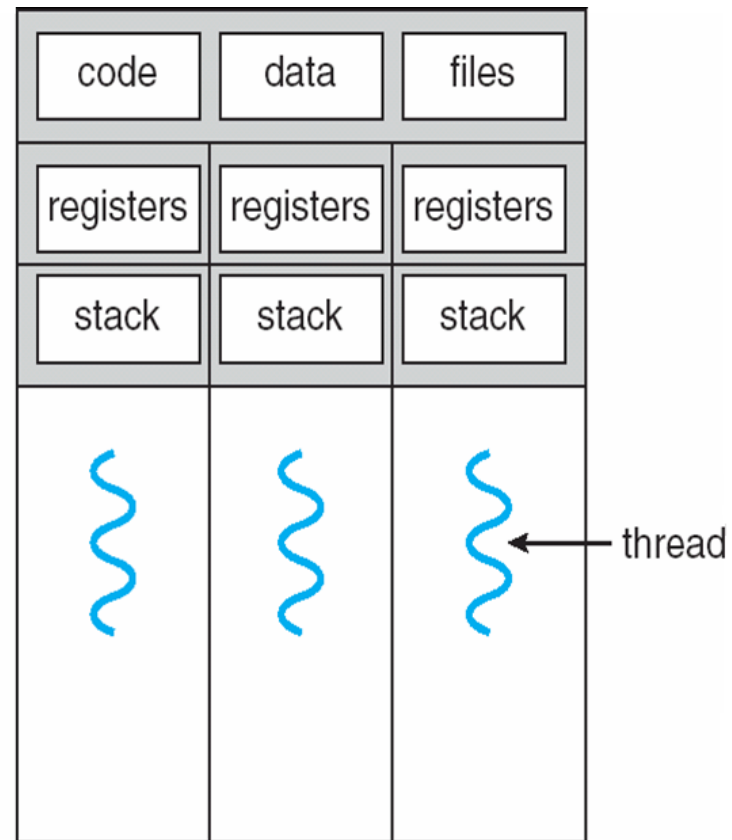 code data files
registers registers registers
stack stack stack
thread